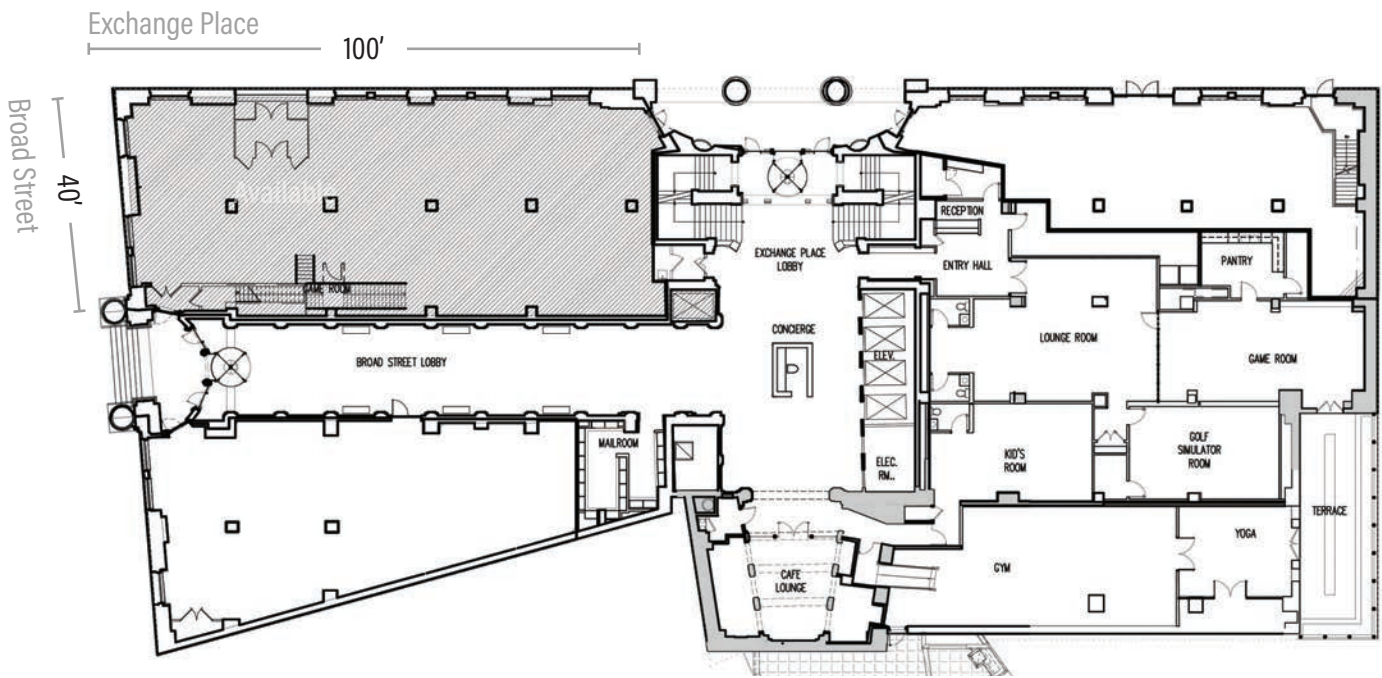 Exchange Place
100'
Broad Street
40'
Available
GAME ROOM
BROAD STREET LOBBY
MAILROOM
EXCHANGE PLACE
LOBBY
CONCIERGE
ELEV.
ELEC.
RM..
CAFE
LOUNGE
RECEPTION
ENTRY HALL
PANTRY
LOUNGE ROOM
GAME ROOM
KID'S
ROOM
GOLF
SIMULATOR
ROOM
TERRACE
YOGA
GYM